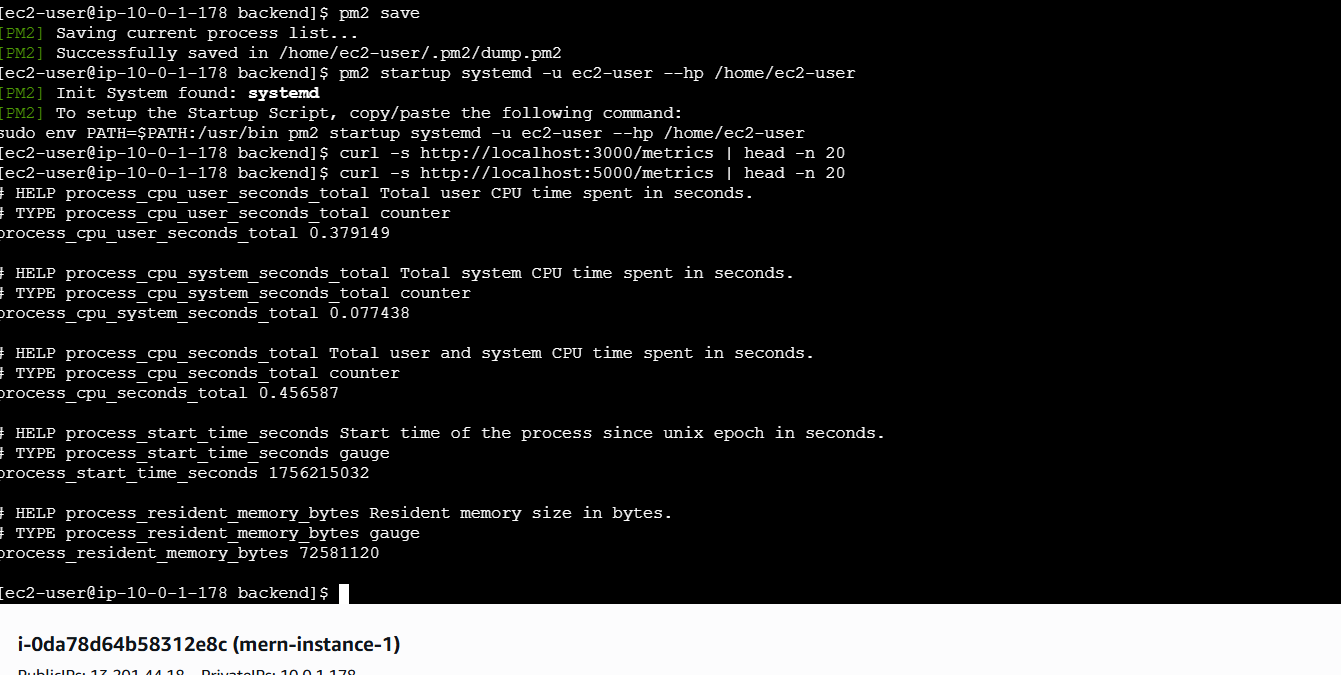 [ec2-user@ip-10-0-1-178 backend]$ pm2 save
[PM2] Saving current process list...
[PM2] Successfully saved in /home/ec2-user/.pm2/dump.pm2
[ec2-user@ip-10-0-1-178 backend]$ pm2 startup systemd -u ec2-user --hp /home/ec2-user
[PM2] Init System found: systemd
[PM2] To setup the Startup Script, copy/paste the following command:
sudo env PATH=$PATH:/usr/bin pm2 startup systemd -u ec2-user --hp /home/ec2-user
[ec2-user@ip-10-0-1-178 backend]$ curl -s http://localhost:3000/metrics | head -n 20
[ec2-user@ip-10-0-1-178 backend]$ curl -s http://localhost:5000/metrics | head -n 20
# HELP process_cpu_user_seconds_total Total user CPU time spent in seconds.
# TYPE process_cpu_user_seconds_total counter
process_cpu_user_seconds_total 0.379149
# HELP process_cpu_system_seconds_total Total system CPU time spent in seconds.
# TYPE process_cpu_system_seconds_total counter
process_cpu_system_seconds_total 0.077438
# HELP process_cpu_seconds_total Total user and system CPU time spent in seconds.
# TYPE process_cpu_seconds_total counter
process_cpu_seconds_total 0.456587
# HELP process_start_time_seconds Start time of the process since unix epoch in seconds.
# TYPE process_start_time_seconds gauge
process_start_time_seconds 1756215032
# HELP process_resident_memory_bytes Resident memory size in bytes.
# TYPE process_resident_memory_bytes gauge
process_resident_memory_bytes 72581120
[ec2-user@ip-10-0-1-178 backend]$
i-0da78d64b58312e8c (mern-instance-1)
PublicIPs: 13.201.44.18 PrivateIPs: 10.0.1.178